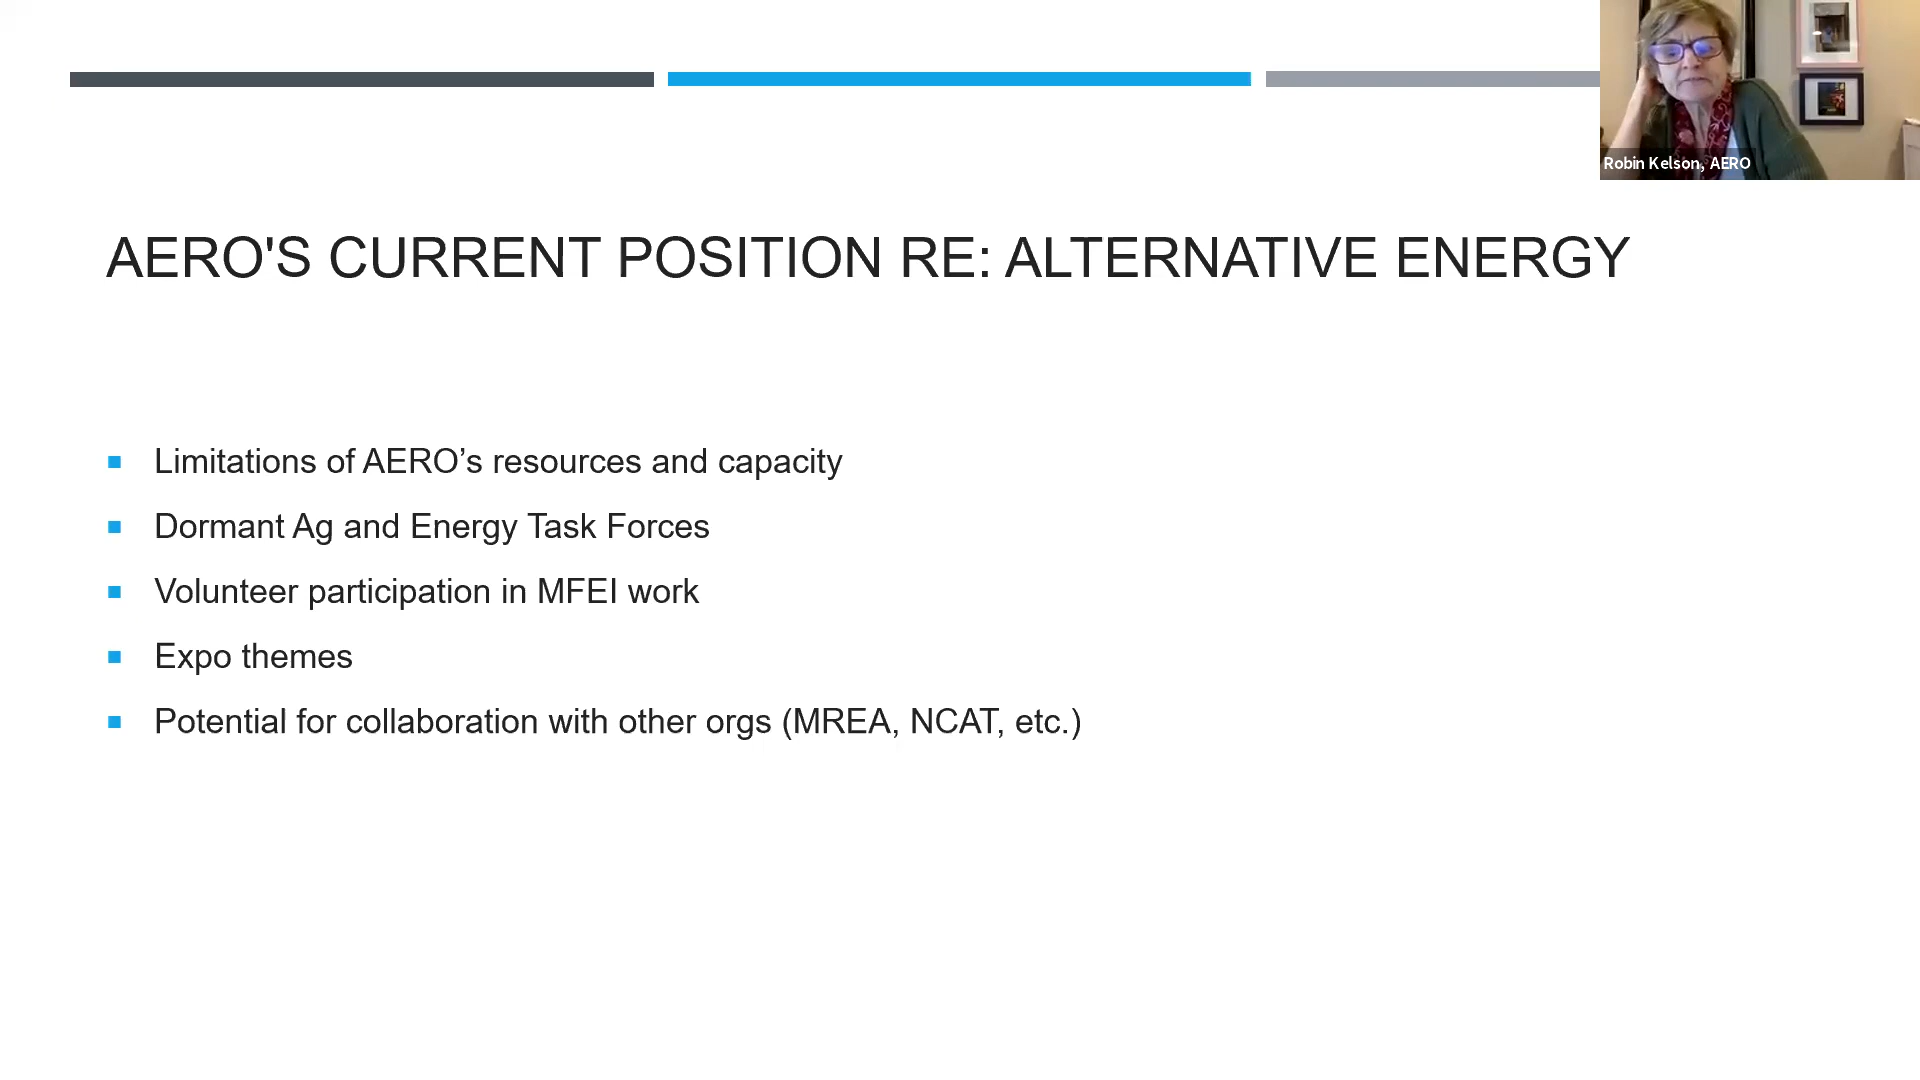 Robin Kelson, AERO
AERO'S CURRENT POSITION RE: ALTERNATIVE ENERGY
Limitations of AERO’s resources and capacity
Dormant Ag and Energy Task Forces
Volunteer participation in MFEI work
Expo themes
Potential for collaboration with other orgs (MREA, NCAT, etc.)